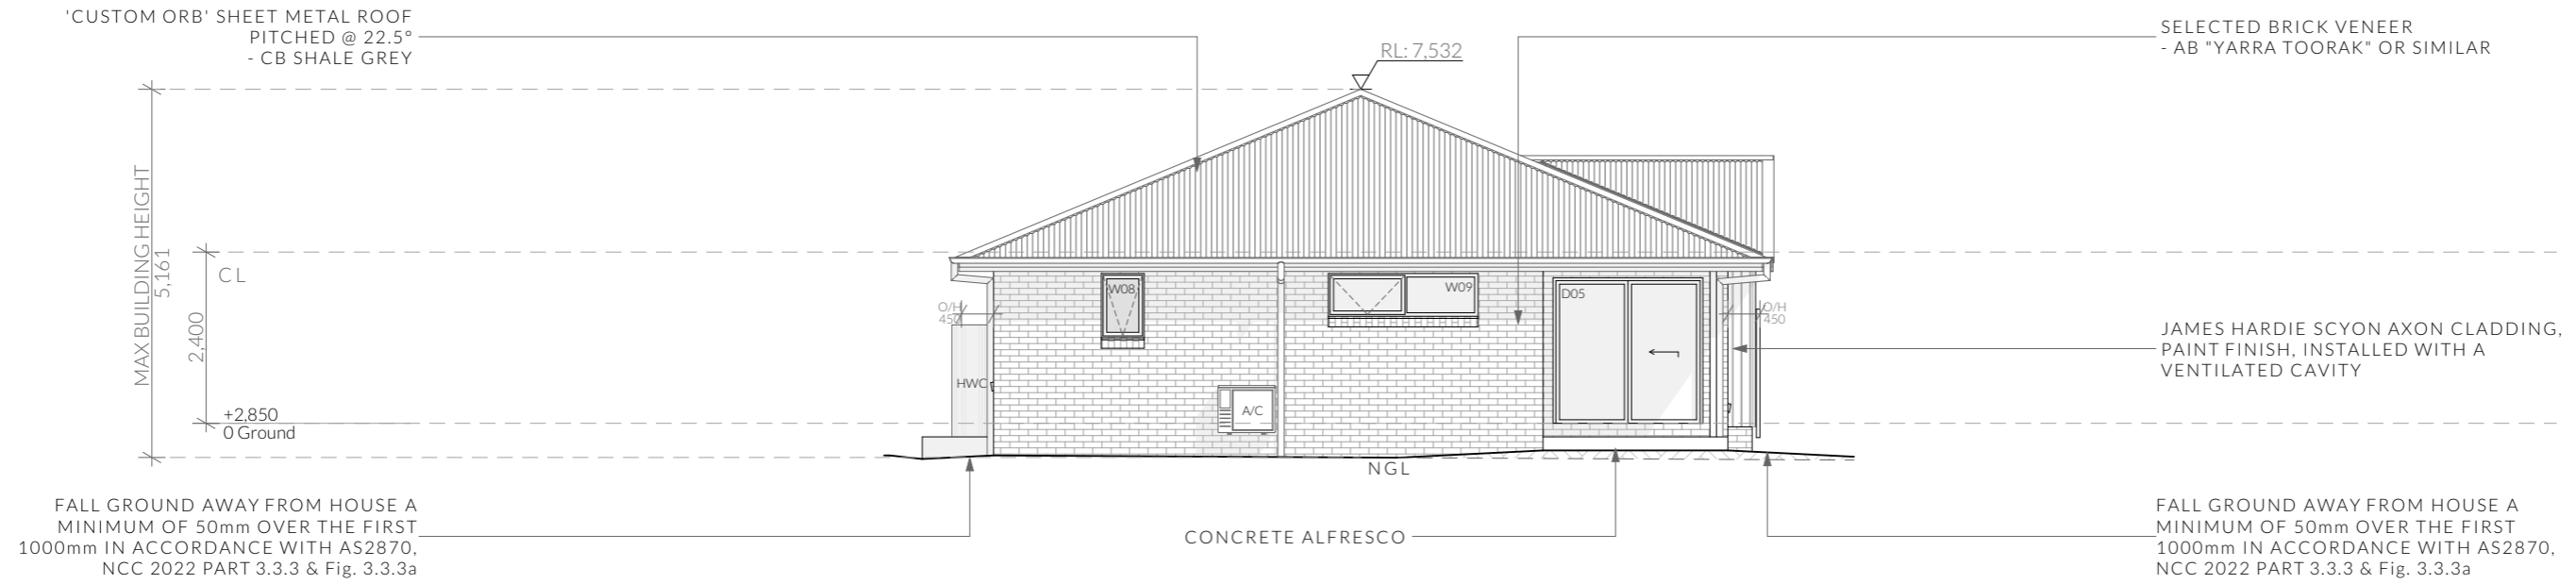 'CUSTOM ORB' SHEET METAL ROOF
PITCHED @ 22.5°
- CB SHALE GREY
RL: 7,532
SELECTED BRICK VENEER
- AB "YARRA TOORAK" OR SIMILAR
MAX BUILDING HEIGHT
5,161
CL
2,400
+2,850
0 Ground
O/H
450
HWC
W08
A/C
W09
D05
O/H
450
JAMES HARDIE SCYON AXON CLADDING,
PAINT FINISH, INSTALLED WITH A
VENTILATED CAVITY
NGL
FALL GROUND AWAY FROM HOUSE A
MINIMUM OF 50mm OVER THE FIRST
1000mm IN ACCORDANCE WITH AS2870,
NCC 2022 PART 3.3.3 & Fig. 3.3.3a
CONCRETE ALFRESCO
FALL GROUND AWAY FROM HOUSE A
MINIMUM OF 50mm OVER THE FIRST
1000mm IN ACCORDANCE WITH AS2870,
NCC 2022 PART 3.3.3 & Fig. 3.3.3a